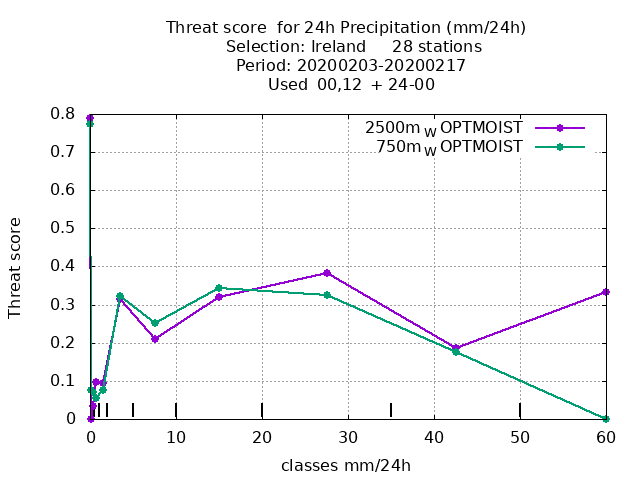 Threat score  for 24h Precipitation (mm/24h)
Selection: Ireland     28 stations
Period: 20200203-20200217
Used  00,12  + 24-00
2500m W OPTMOIST
750m W OPTMOIST
0.8
0.7
0.6
0.5
0.4
0.3
0.2
0.1
0
Threat score
0 10 20 30 40 50 60
classes mm/24h